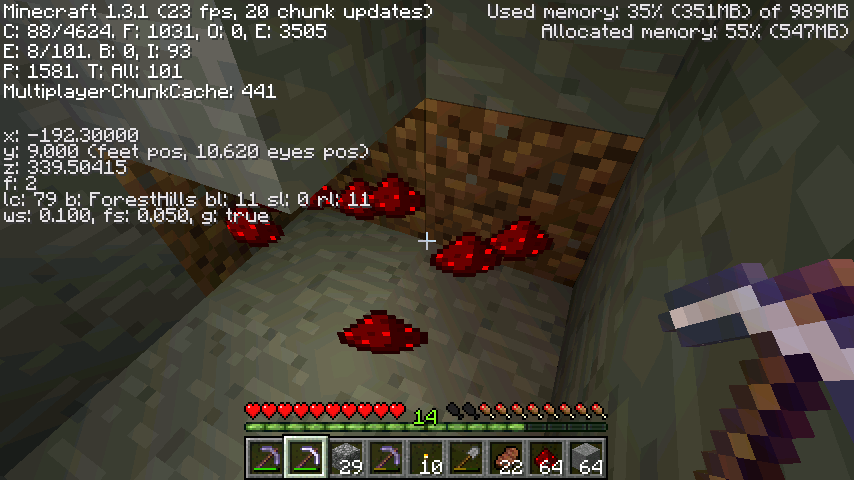 Minecraft 1.3.1 (23 fps, 20 chunk updates)
C: 88/4624. F: 1031, O: 0, E: 3505
E: 8/101. B: 0, I: 93
P: 1581. T: All: 101
MultiplayerChunkCache: 441
Used memory: 35% (351MB) of 989MB
Allocated memory: 55% (547MB)
x: -192.30000
y: 9.000 (feet pos, 10.620 eyes pos)
z: 339.50415
f: 2
lc: 79 b: ForestHills bl: 11 sl: 0 rl: 11
ws: 0.100, fs: 0.050, g: true
14
29
10
22
64
64